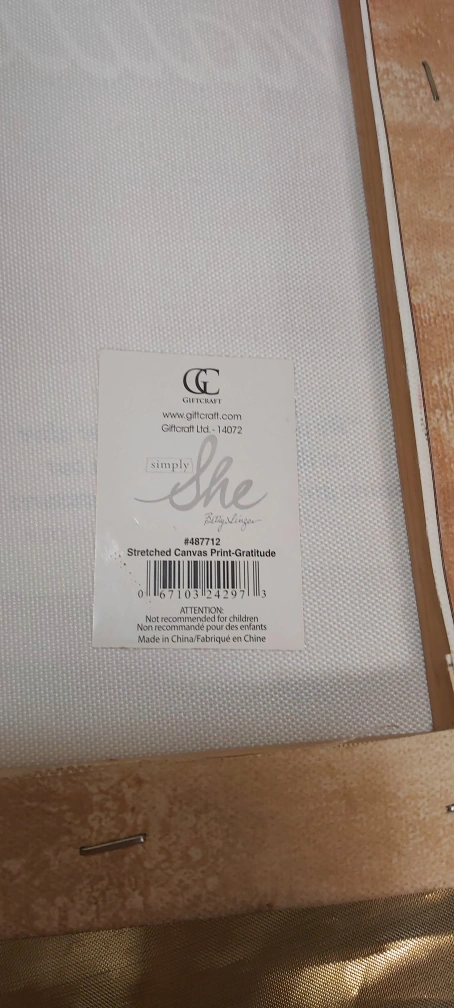 GC
GIFTCRAFT
www.giftcraft.com
Giftcraft Ltd. - 14072
simply
She
#487712
Stretched Canvas Print-Gratitude
0 67103 24297 3
ATTENTION:
Not recommended for children
Non recommandé pour des enfants
Made in China/Fabriqué en Chine